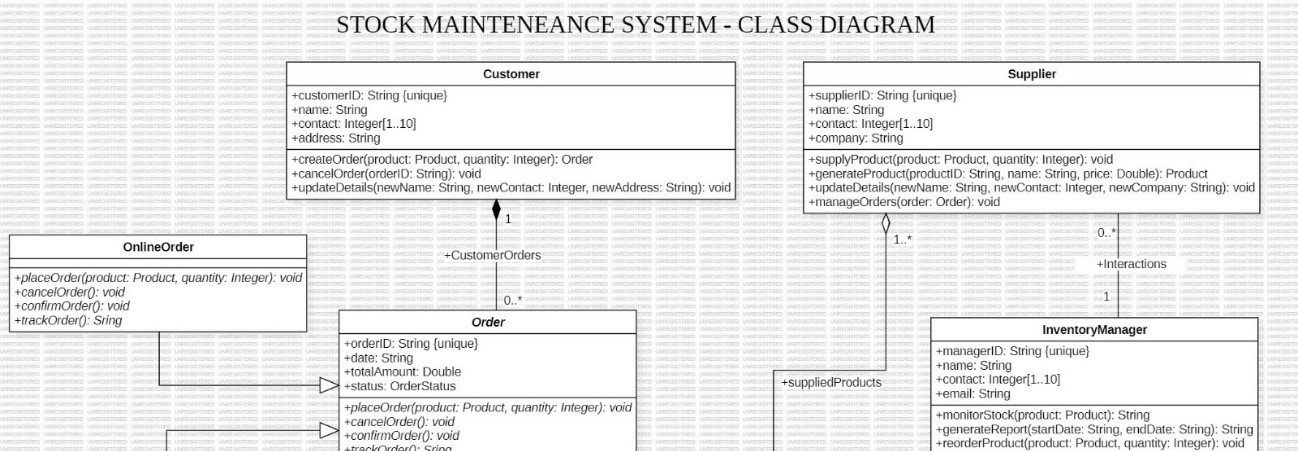 STOCK MAINTENEANCE SYSTEM - CLASS DIAGRAM
Customer
+customerID: String {unique}
+name: String
+contact: Integer[1..10]
+address: String
+createOrder(product: Product, quantity: Integer): Order
+cancelOrder(orderID: String): void
+updateDetails(newName: String, newContact: Integer, newAddress: String): void
Supplier
+supplierID: String {unique}
+name: String
+contact: Integer[1..10]
+company: String
+supplyProduct(product: Product, quantity: Integer): void
+generateProduct(productID: String, name: String, price: Double): Product
+updateDetails(newName: String, newContact: Integer, newCompany: String): void
+manageOrders(order: Order): void
1
+CustomerOrders
0..*
1..*
0..*
+Interactions
1
OnlineOrder
+placeOrder(product: Product, quantity: Integer): void
+cancelOrder(): void
+confirmOrder(): void
+trackOrder(): Sring
Order
+orderID: String {unique}
+date: String
+totalAmount: Double
+status: OrderStatus
+placeOrder(product: Product, quantity: Integer): void
+cancelOrder(): void
+confirmOrder(): void
+trackOrder(): Sring
+suppliedProducts
InventoryManager
+managerID: String {unique}
+name: String
+contact: Integer[1..10]
+email: String
+monitorStock(product: Product): String
+generateReport(startDate: String, endDate: String): String
+reorderProduct(product: Product, quantity: Integer): void